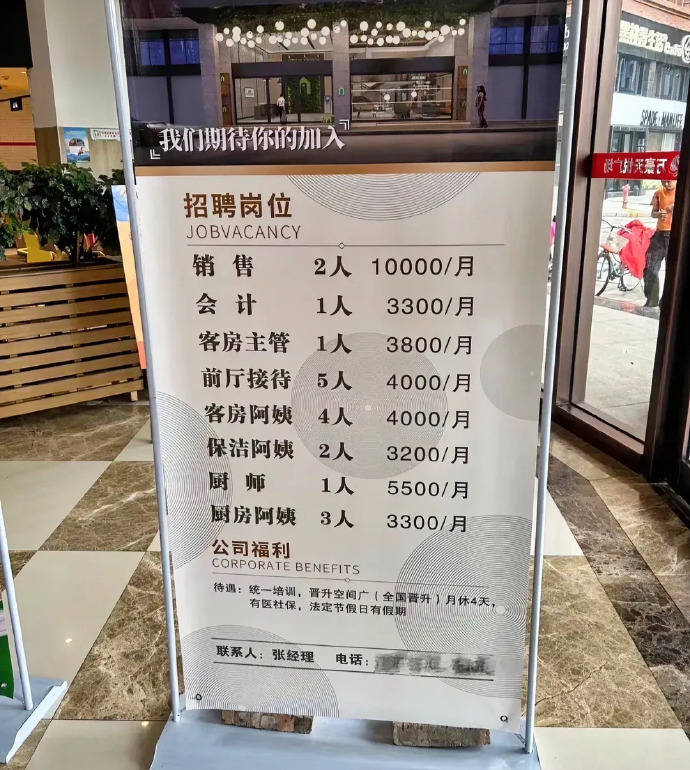 我们期待你的加入
招聘岗位
JOBVACANCY
销售 2人 10000/月
会计 1人 3300/月
客房主管 1人 3800/月
前厅接待 5人 4000/月
客房阿姨 4人 4000/月
保洁阿姨 2人 3200/月
厨师 1人 5500/月
厨房阿姨 3人 3300/月
公司福利
CORPORATE BENEFITS
待遇：统一培训，晋升空间广（全国晋升）月休4天，
有医社保，法定节假日有假期
联系人：张经理 电话：
万豪天悦广场